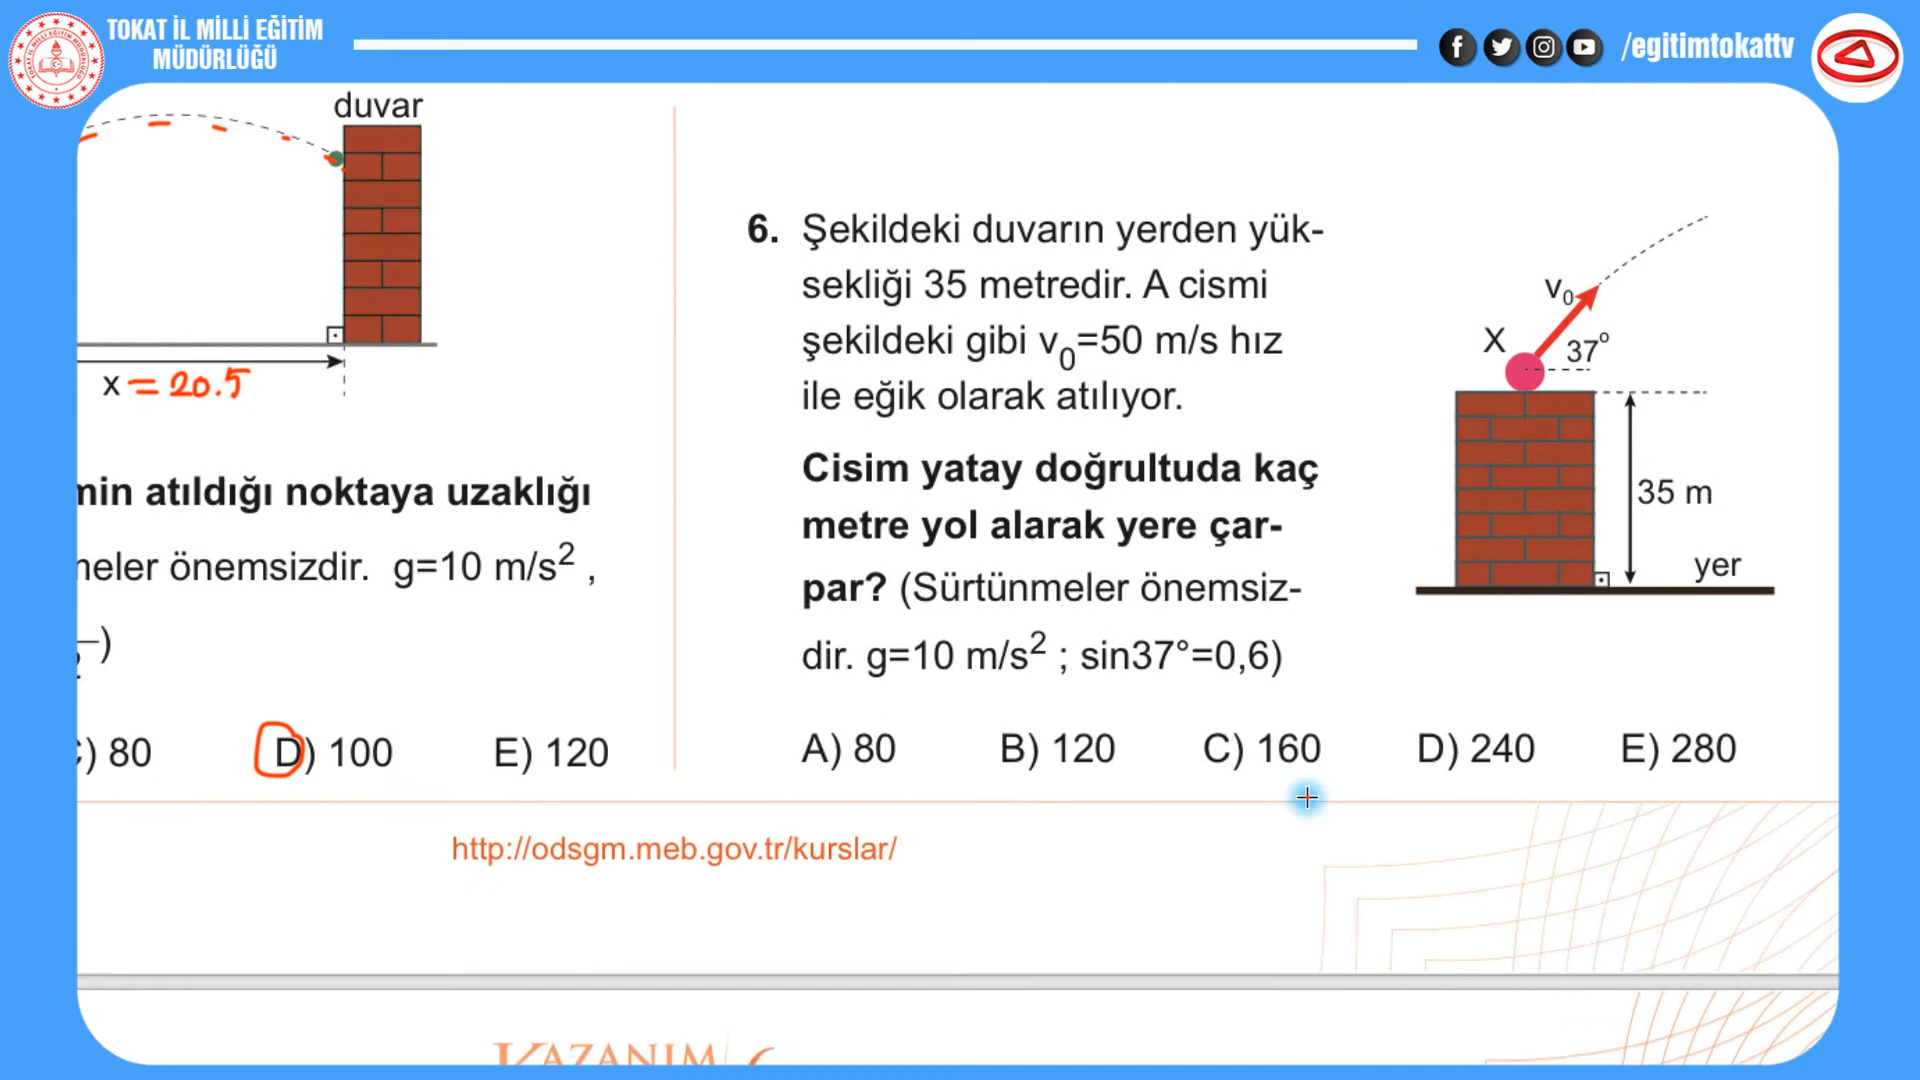 TOKAT İL MİLLİ EĞİTİM
MÜDÜRLÜĞÜ
/egitimtokattv
duvar
x = 20.5
min atıldığı noktaya uzaklığı
meler önemsizdir. g=10 m/s² ,
C) 80 D) 100 E) 120
6. Şekildeki duvarın yerden yük-
sekliği 35 metredir. A cismi
şekildeki gibi v₀=50 m/s hız
ile eğik olarak atılıyor.
Cisim yatay doğrultuda kaç
metre yol alarak yere çar-
par? (Sürtünmeler önemsiz-
dir. g=10 m/s² ; sin37°=0,6)
v₀
X
37°
35 m
yer
A) 80 B) 120 C) 160 D) 240 E) 280
http://odsgm.meb.gov.tr/kurslar/
KAZANIM